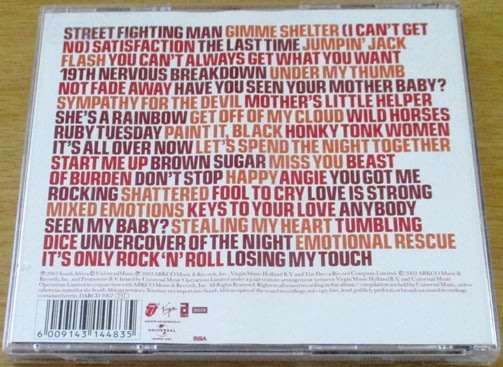 STREET FIGHTING MAN GIMME SHELTER (I CAN'T GET
NO) SATISFACTION THE LAST TIME JUMPIN' JACK
FLASH YOU CAN'T ALWAYS GET WHAT YOU WANT
19TH NERVOUS BREAKDOWN UNDER MY THUMB
NOT FADE AWAY HAVE YOU SEEN YOUR MOTHER BABY?
SYMPATHY FOR THE DEVIL MOTHER'S LITTLE HELPER
SHE'S A RAINBOW GET OFF OF MY CLOUD WILD HORSES
RUBY TUESDAY PAINT IT, BLACK HONKY TONK WOMEN
IT'S ALL OVER NOW LET'S SPEND THE NIGHT TOGETHER
START ME UP BROWN SUGAR MISS YOU BEAST
OF BURDEN DON'T STOP HAPPY ANGIE YOU GOT ME
ROCKING SHATTERED FOOL TO CRY LOVE IS STRONG
MIXED EMOTIONS KEYS TO YOUR LOVE ANYBODY
SEEN MY BABY? STEALING MY HEART TUMBLING
DICE UNDERCOVER OF THE NIGHT EMOTIONAL RESCUE
IT'S ONLY ROCK 'N' ROLL LOSING MY TOUCH
Virgin DECCA
UNIVERSAL
6 009143 144835